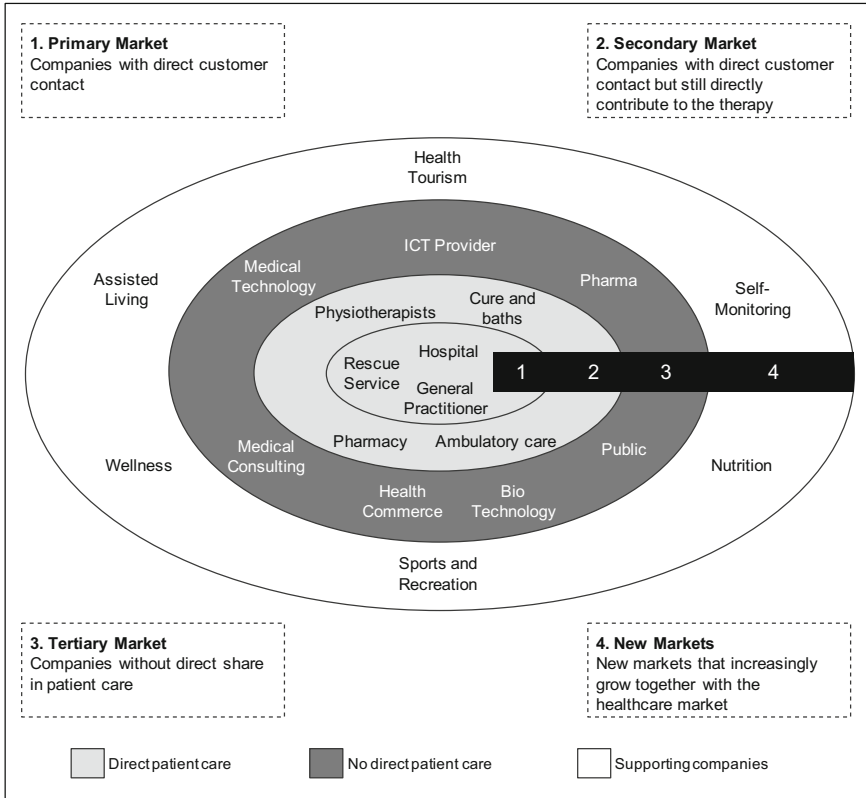 1. Primary Market
Companies with direct customer
contact
2. Secondary Market
Companies with direct customer
contact but still directly
contribute to the therapy
Health
Tourism
ICT Provider
Medical
Technology
Pharma
Assisted
Living
Self-
Monitoring
Physiotherapists
Cure and
baths
Hospital
Rescue
Service
General
Practitioner
1
2
3
4
Pharmacy
Ambulatory care
Medical
Consulting
Public
Wellness
Nutrition
Health
Commerce
Bio
Technology
Sports and
Recreation
3. Tertiary Market
Companies without direct share
in patient care
4. New Markets
New markets that increasingly
grow together with the
healthcare market
Direct patient care
No direct patient care
Supporting companies